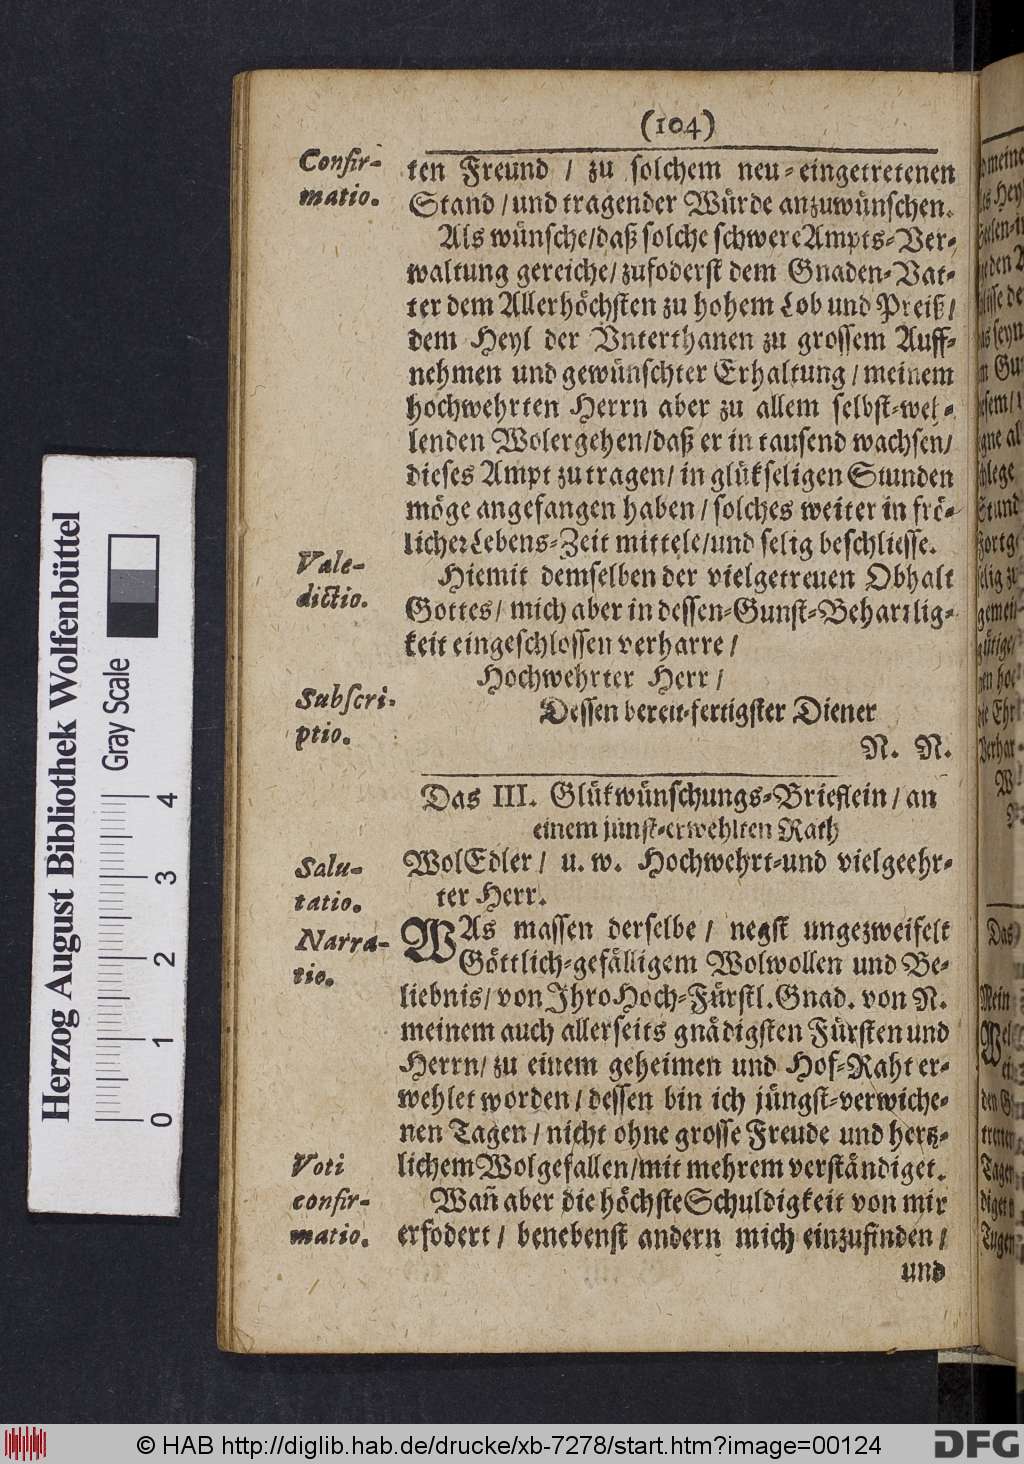 (104)
Confir-
matio.
ten Freund / zu solchem neu-eingetretenen
Stand / und tragender Würde anzuwünschen.
Als wünsche/daß solche schwere Ampts-Ver-
waltung gereiche/zufoderst dem Gnaden-Vat-
ter dem Allerhöchsten zu hohem Lob und Preiß/
dem Heyl der Vnterthanen zu grossem Auff-
nehmen und gewünschter Erhaltung / meinem
hochwehrten Herrn aber zu allem selbst-wel-
lenden Wolergehen/daß er in tausend wachsen/
dieses Ampt zu tragen/ in glükseligen Stunden
möge angefangen haben / solches weiter in frö-
licher Lebens-Zeit mittele/und selig beschliesse.
Vale-
dictio.
Hiemit demselben der vielgetreuen Obhalt
Gottes/ mich aber in dessen-Gunst-Beharrlig-
keit eingeschlossen verharre /
Hochwehrter Herr /
Subscri-
ptio.
Dessen bereit-fertigster Diener
N. N.
Das III. Glükwünschungs-Brieflein / an
einem jüngst-erwehlten Rath
Salu-
tatio.
WolEdler / u. w. Hochwehrt-und vielgeehr-
ter Herr.
Narra-
tio.
WAs massen derselbe / negst ungezweifelt
Göttlich-gefälligem Wolwollen und Be-
liebnis/ von Ihro Hoch-Fürstl. Gnad. von N.
meinem auch allerseits gnädigsten Fürsten und
Herrn/ zu einem geheimen und Hof-Raht er-
wehlet worden / dessen bin ich jüngst-verwiche-
nen Tagen / nicht ohne grosse Freude und hertz-
lichem Wolgefallen/mit mehrem verständiget.
Voti
confir-
matio.
Wañ aber die höchste Schuldigkeit von mir
erfodert / benebenst andern mich einzufinden /
und
Herzog August Bibliothek Wolfenbüttel
Gray Scale
0 1 2 3 4
© HAB http://diglib.hab.de/drucke/xb-7278/start.htm?image=00124
DFG